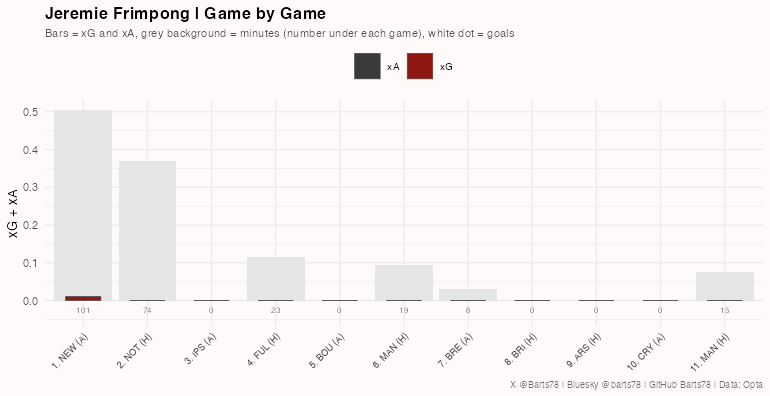 Jeremie Frimpong | Game by Game
Bars = xG and xA, grey background = minutes (number under each game), white dot = goals
xA xG
xG + xA
0.5
0.4
0.3
0.2
0.1
0.0
101 74 0 23 0 19 6 0 0 0 15
1. NEW (A) 2. NOT (H) 3. IPS (A) 4. FUL (H) 5. BOU (A) 6. MAN (H) 7. BRE (A) 8. BRI (H) 9. ARS (H) 10. CRY (A) 11. MAN (H)
X @Barts78 | Bluesky @barts78 | GitHub Barts78 | Data: Opta